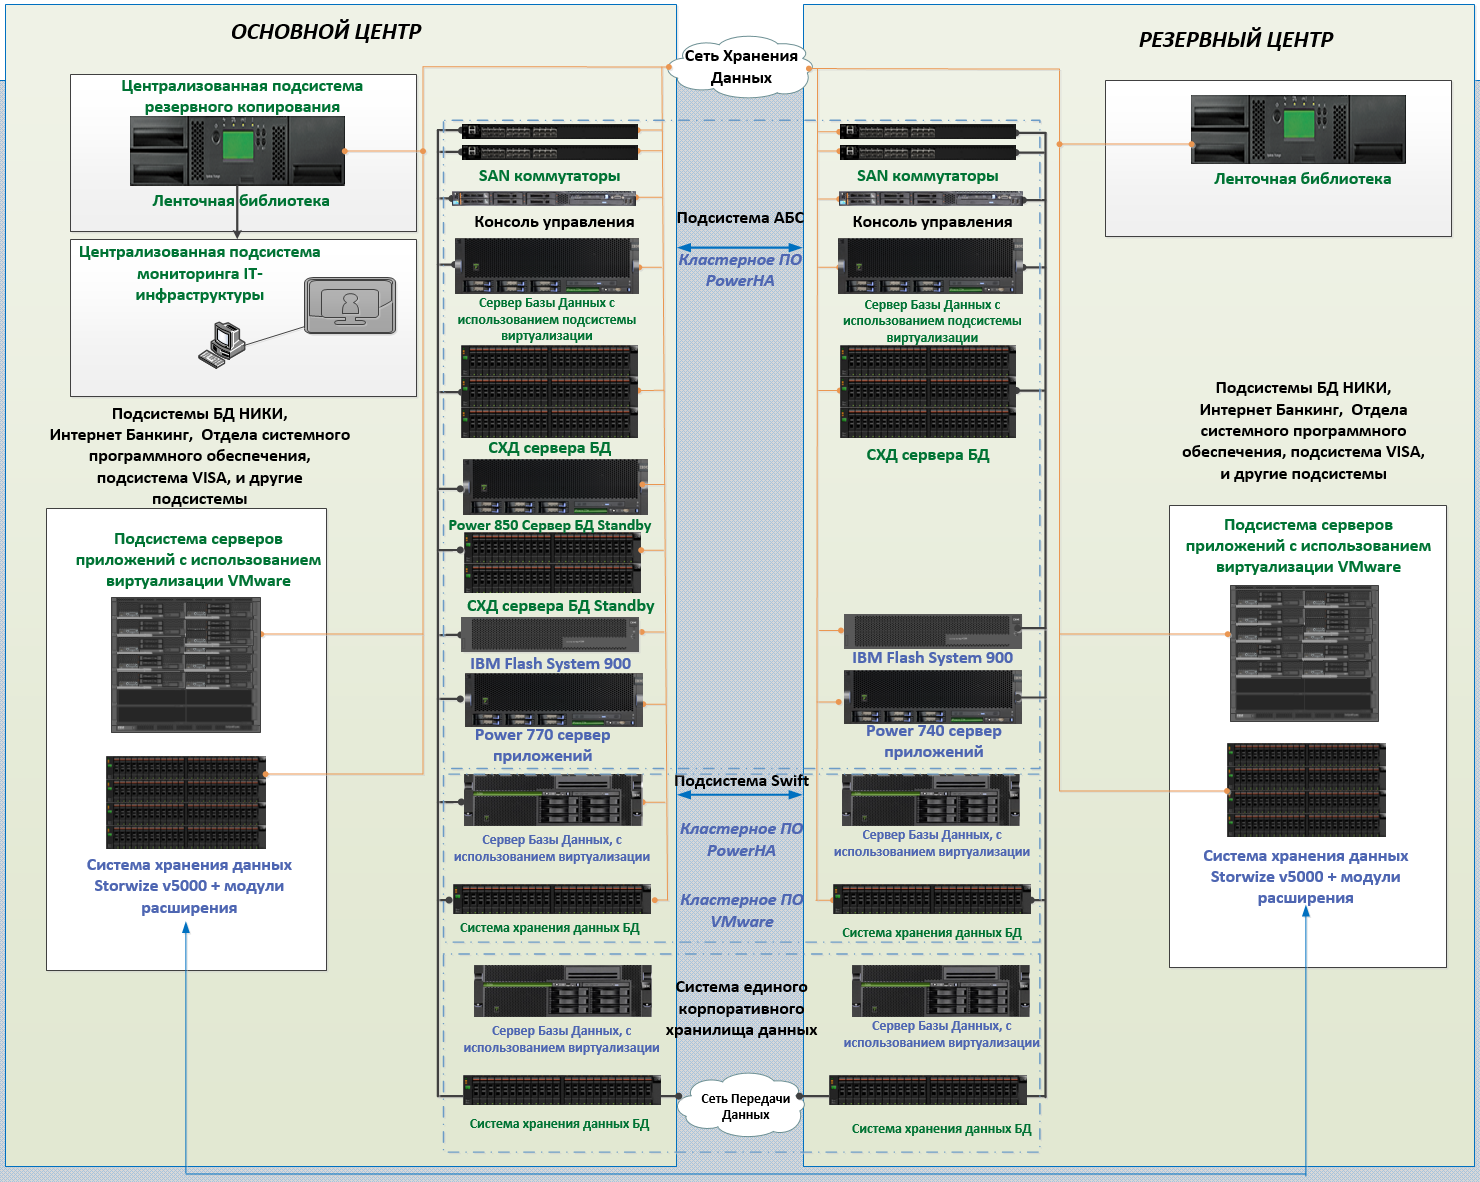 ОСНОВНОЙ ЦЕНТР
Централизованная подсистема
резервного копирования
Ленточная библиотека
Централизованная подсистема
мониторинга IT-
инфраструктуры
Подсистемы БД НИКИ,
Интернет Банкинг, Отдела системного
программного обеспечения,
подсистема VISA, и другие
подсистемы
Подсистема серверов
приложений с использованием
виртуализации VMware
Система хранения данных
Storwize v5000 + модули
расширения
SAN коммутаторы
Консоль управления
Сервер Базы Данных с
использованием подсистемы
виртуализации
СХД сервера БД
Power 850 Сервер БД Standby
СХД сервера БД Standby
IBM Flash System 900
Power 770 сервер
приложений
Сервер Базы Данных, с
использованием виртуализации
Система хранения данных БД
Сервер Базы Данных, с
использованием виртуализации
Система хранения данных БД
Сеть Хранения
Данных
Подсистема АБС
Кластерное ПО
PowerHA
Подсистема Swift
Кластерное ПО
PowerHA
Кластерное ПО
VMware
Система единого
корпоративного
хранилища данных
Сеть Передачи
Данных
РЕЗЕРВНЫЙ ЦЕНТР
SAN коммутаторы
Консоль управления
Сервер Базы Данных с
использованием подсистемы
виртуализации
СХД сервера БД
IBM Flash System 900
Power 740 сервер
приложений
Сервер Базы Данных, с
использованием виртуализации
Система хранения данных БД
Сервер Базы Данных, с
использованием виртуализации
Система хранения данных БД
Ленточная библиотека
Подсистемы БД НИКИ,
Интернет Банкинг, Отдела
системного программного
обеспечения, подсистема VISA,
и другие подсистемы
Подсистема серверов
приложений с использованием
виртуализации VMware
Система хранения данных
Storwize v5000 + модули
расширения